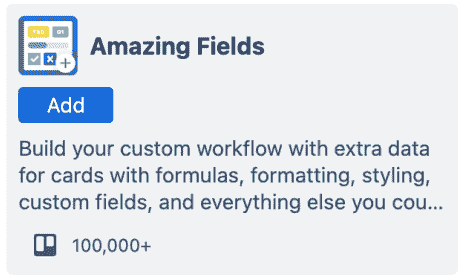 Amazing Fields
Add
Build your custom workflow with extra data
for cards with formulas, formatting, styling,
custom fields, and everything else you cou...
100,000+